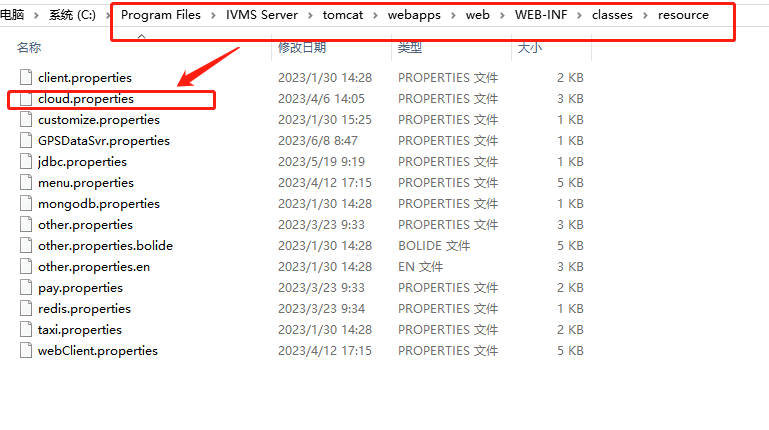 电脑 › 系统 (C:) › Program Files › IVMS Server › tomcat › webapps › web › WEB-INF › classes › resource
名称 修改日期 类型 大小
client.properties 2023/1/30 14:28 PROPERTIES 文件 2 KB
cloud.properties 2023/4/6 14:05 PROPERTIES 文件 3 KB
customize.properties 2023/1/30 15:25 PROPERTIES 文件 1 KB
GPSDataSvr.properties 2023/6/8 8:47 PROPERTIES 文件 1 KB
jdbc.properties 2023/5/19 9:19 PROPERTIES 文件 1 KB
menu.properties 2023/4/12 17:15 PROPERTIES 文件 5 KB
mongodb.properties 2023/1/30 14:28 PROPERTIES 文件 1 KB
other.properties 2023/3/23 9:33 PROPERTIES 文件 3 KB
other.properties.bolide 2023/1/30 14:28 BOLIDE 文件 5 KB
other.properties.en 2023/1/30 14:28 EN 文件 3 KB
pay.properties 2023/3/23 9:33 PROPERTIES 文件 2 KB
redis.properties 2023/3/23 9:34 PROPERTIES 文件 1 KB
taxi.properties 2023/1/30 14:28 PROPERTIES 文件 2 KB
webClient.properties 2023/4/12 17:15 PROPERTIES 文件 5 KB